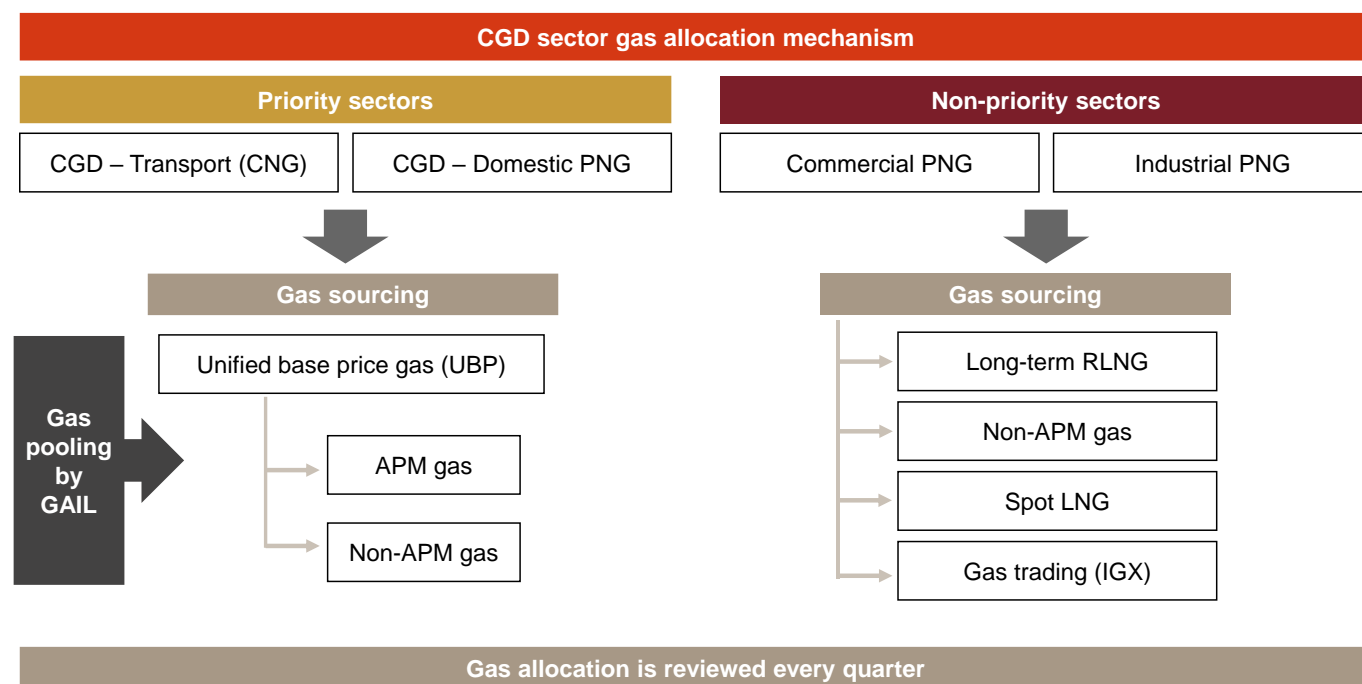 CGD sector gas allocation mechanism
Priority sectors
Non-priority sectors
CGD – Transport (CNG)
CGD – Domestic PNG
Commercial PNG
Industrial PNG
Gas sourcing
Gas sourcing
Gas
pooling
by
GAIL
Unified base price gas (UBP)
APM gas
Non-APM gas
Long-term RLNG
Non-APM gas
Spot LNG
Gas trading (IGX)
Gas allocation is reviewed every quarter